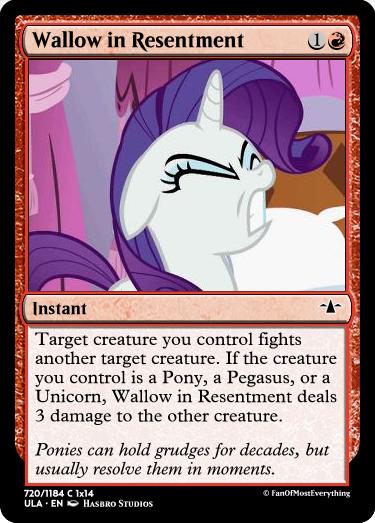 Wallow in Resentment 1
Instant
Target creature you control fights
another target creature. If the creature
you control is a Pony, a Pegasus, or a
Unicorn, Wallow in Resentment deals
3 damage to the other creature.
Ponies can hold grudges for decades, but
usually resolve them in moments.
720/1184 C 1x14
ULA • EN Hasbro Studios
© FanOfMostEverything